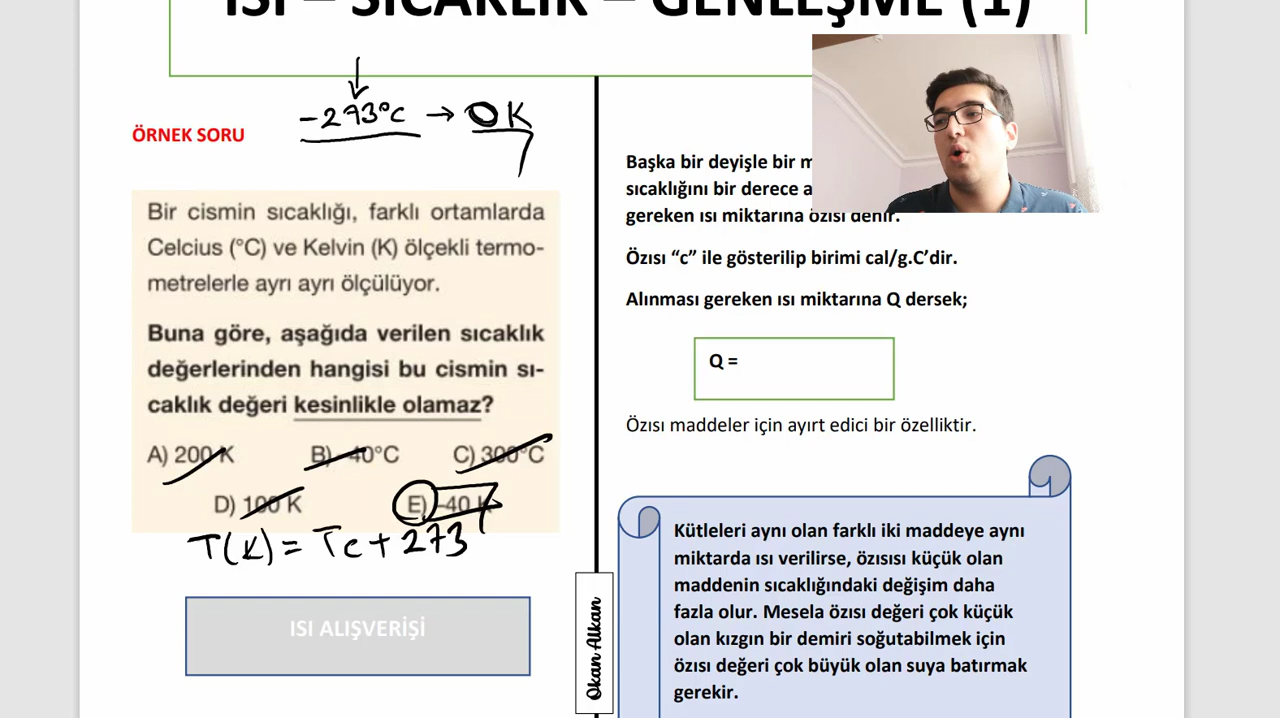 ISI – SICAKLIK – GENLEŞME (1)
-273°C → 0 K
ÖRNEK SORU
Bir cismin sıcaklığı, farklı ortamlarda
Celcius (°C) ve Kelvin (K) ölçekli termo-
metrelerle ayrı ayrı ölçülüyor.
Buna göre, aşağıda verilen sıcaklık
değerlerinden hangisi bu cismin sı-
caklık değeri kesinlikle olamaz?
A) 200 K B) -40°C C) 300°C
D) 100 K E) -40 K
T(K) = Tc + 273
ISI ALIŞVERİŞİ
Okan Alkan
Başka bir deyişle bir
sıcaklığını bir derece
gereken ısı miktarına özısı denir.
Özısı “c” ile gösterilip birimi cal/g.C’dir.
Alınması gereken ısı miktarına Q dersek;
Q =
Özısı maddeler için ayırt edici bir özelliktir.
Kütleleri aynı olan farklı iki maddeye aynı
miktarda ısı verilirse, özısısı küçük olan
maddenin sıcaklığındaki değişim daha
fazla olur. Mesela özısı değeri çok küçük
olan kızgın bir demiri soğutabilmek için
özısı değeri çok büyük olan suya batırmak
gerekir.